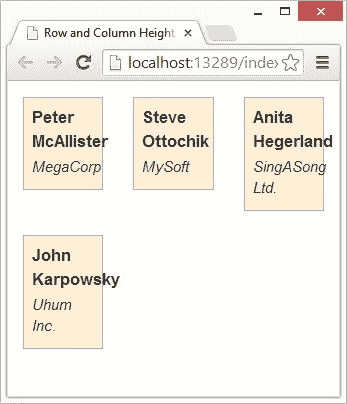 Row and Column Height
localhost:13289/index
Peter
McAllister
MegaCorp
Steve
Ottochik
MySoft
Anita
Hegerland
SingASong
Ltd.
John
Karpowsky
Uhum
Inc.